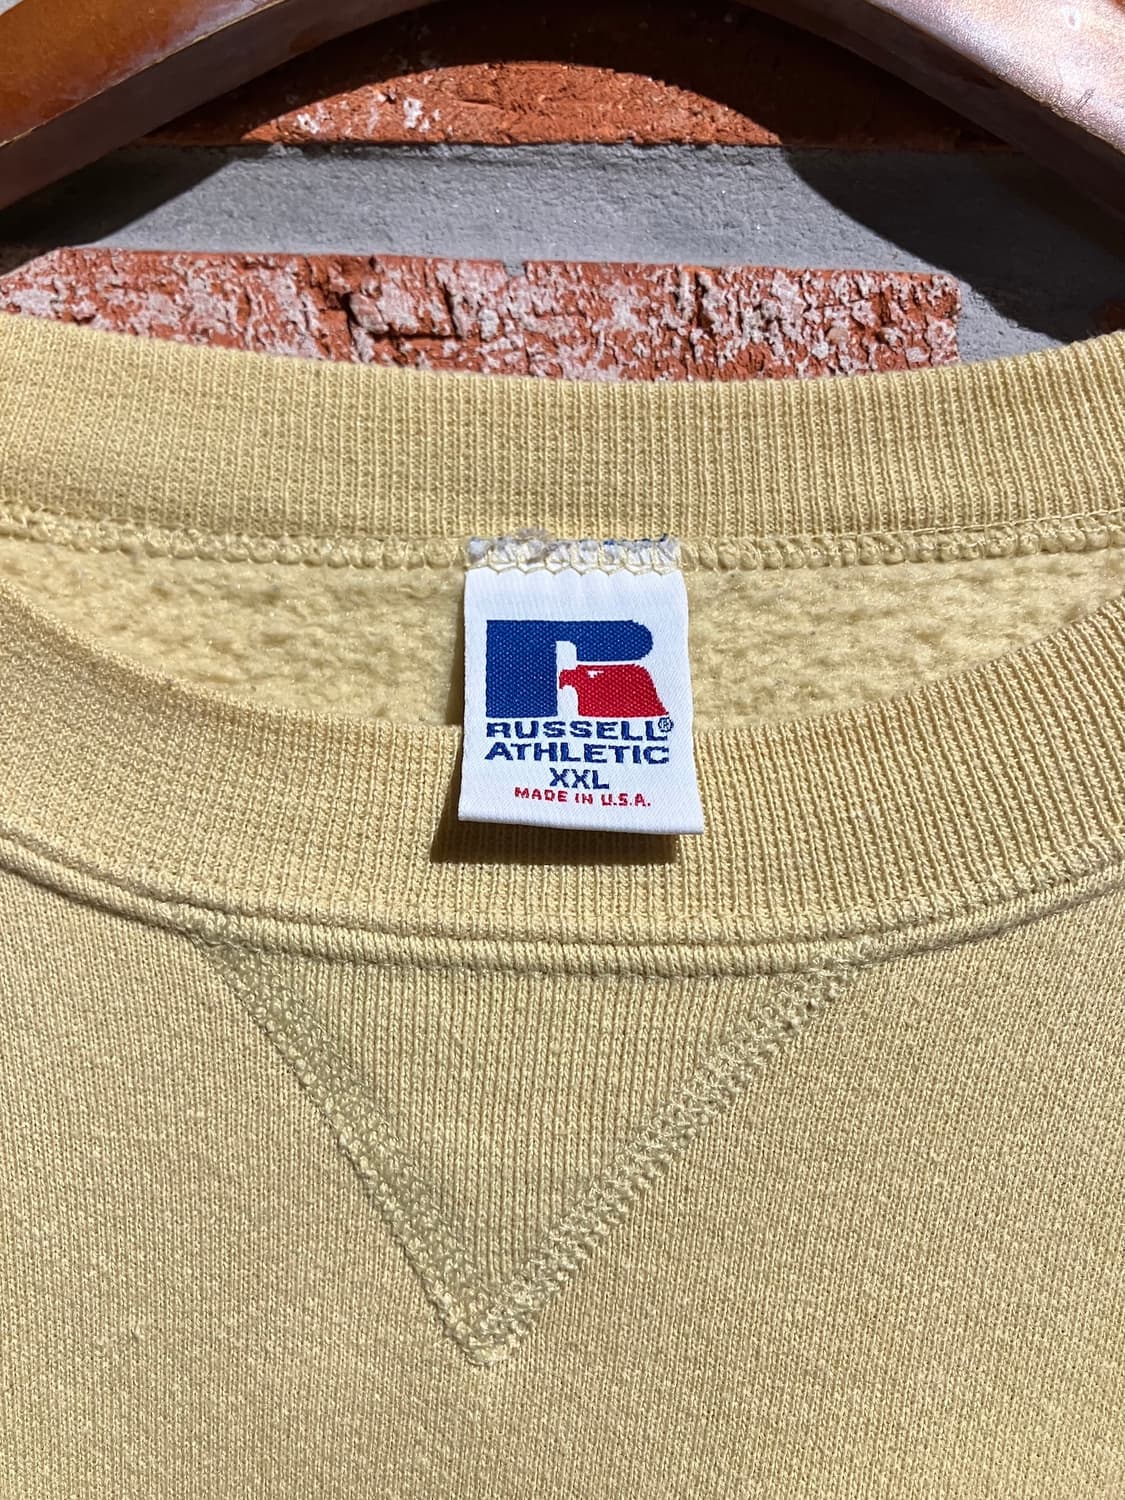 RUSSELL®
ATHLETIC
XXL
MADE IN U.S.A.